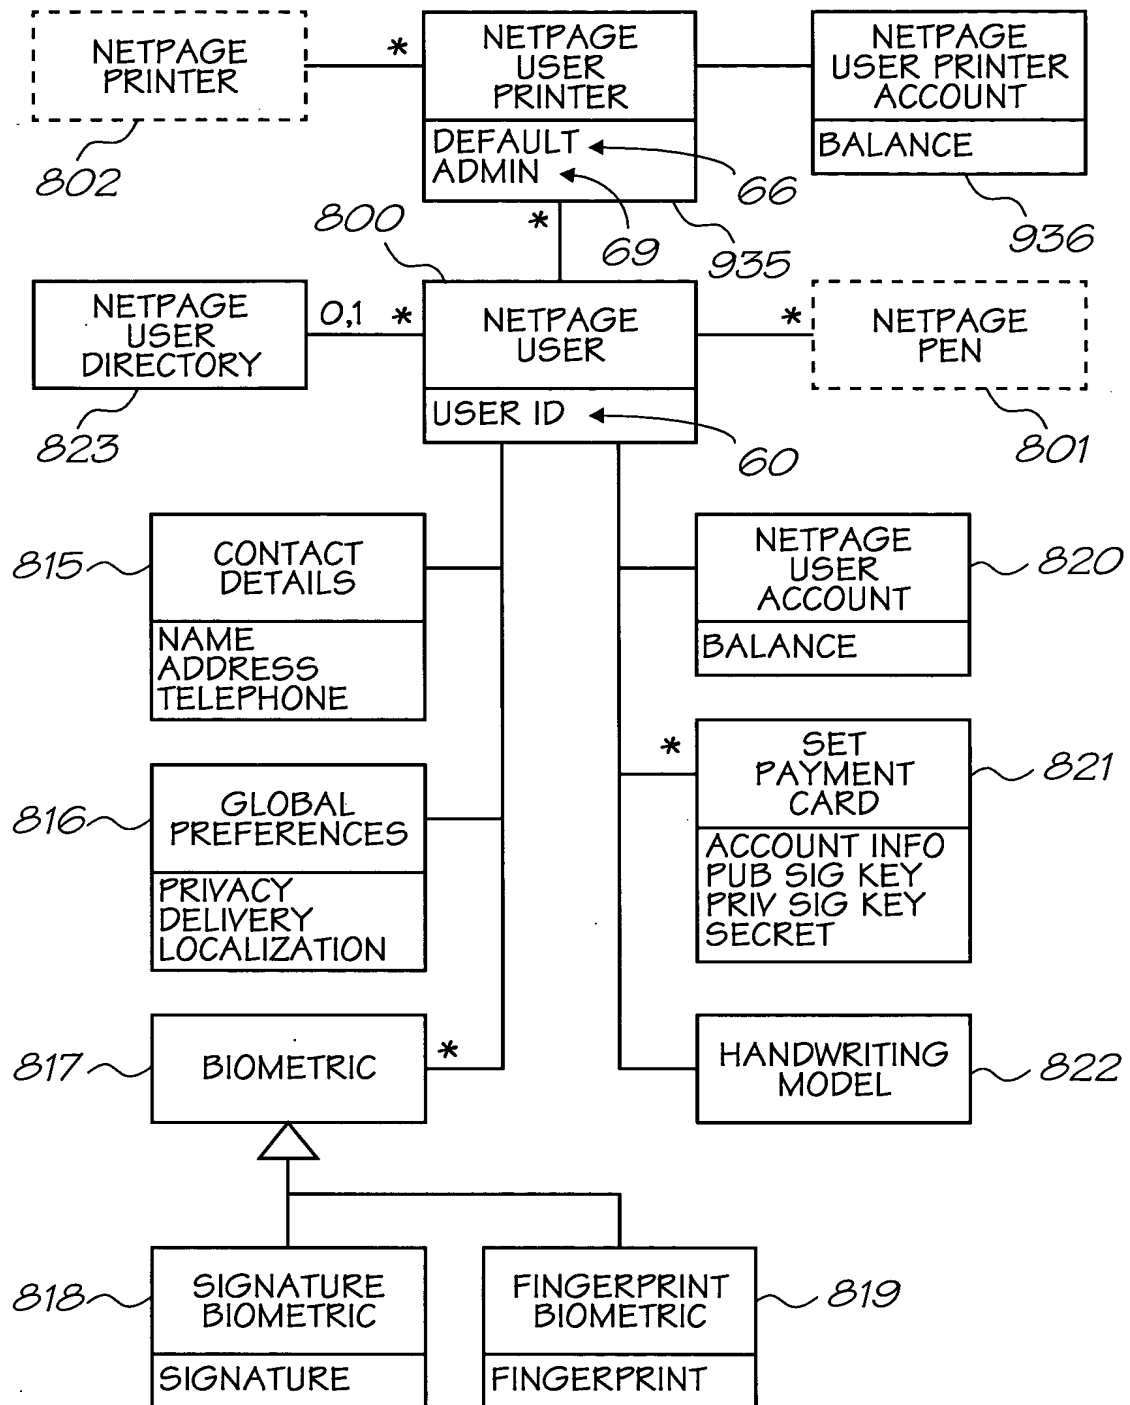 NETPAGE
PRINTER
802
*
NETPAGE
USER
PRINTER
DEFAULT
ADMIN
66
69
935
NETPAGE
USER PRINTER
ACCOUNT
BALANCE
936
*
800
NETPAGE
USER
DIRECTORY
823
0,1
*
NETPAGE
USER
USER ID
60
*
NETPAGE
PEN
801
815
CONTACT
DETAILS
NAME
ADDRESS
TELEPHONE
NETPAGE
USER
ACCOUNT
BALANCE
820
816
GLOBAL
PREFERENCES
PRIVACY
DELIVERY
LOCALIZATION
*
SET
PAYMENT
CARD
ACCOUNT INFO
PUB SIG KEY
PRIV SIG KEY
SECRET
821
817
BIOMETRIC
*
HANDWRITING
MODEL
822
818
SIGNATURE
BIOMETRIC
SIGNATURE
FINGERPRINT
BIOMETRIC
FINGERPRINT
819